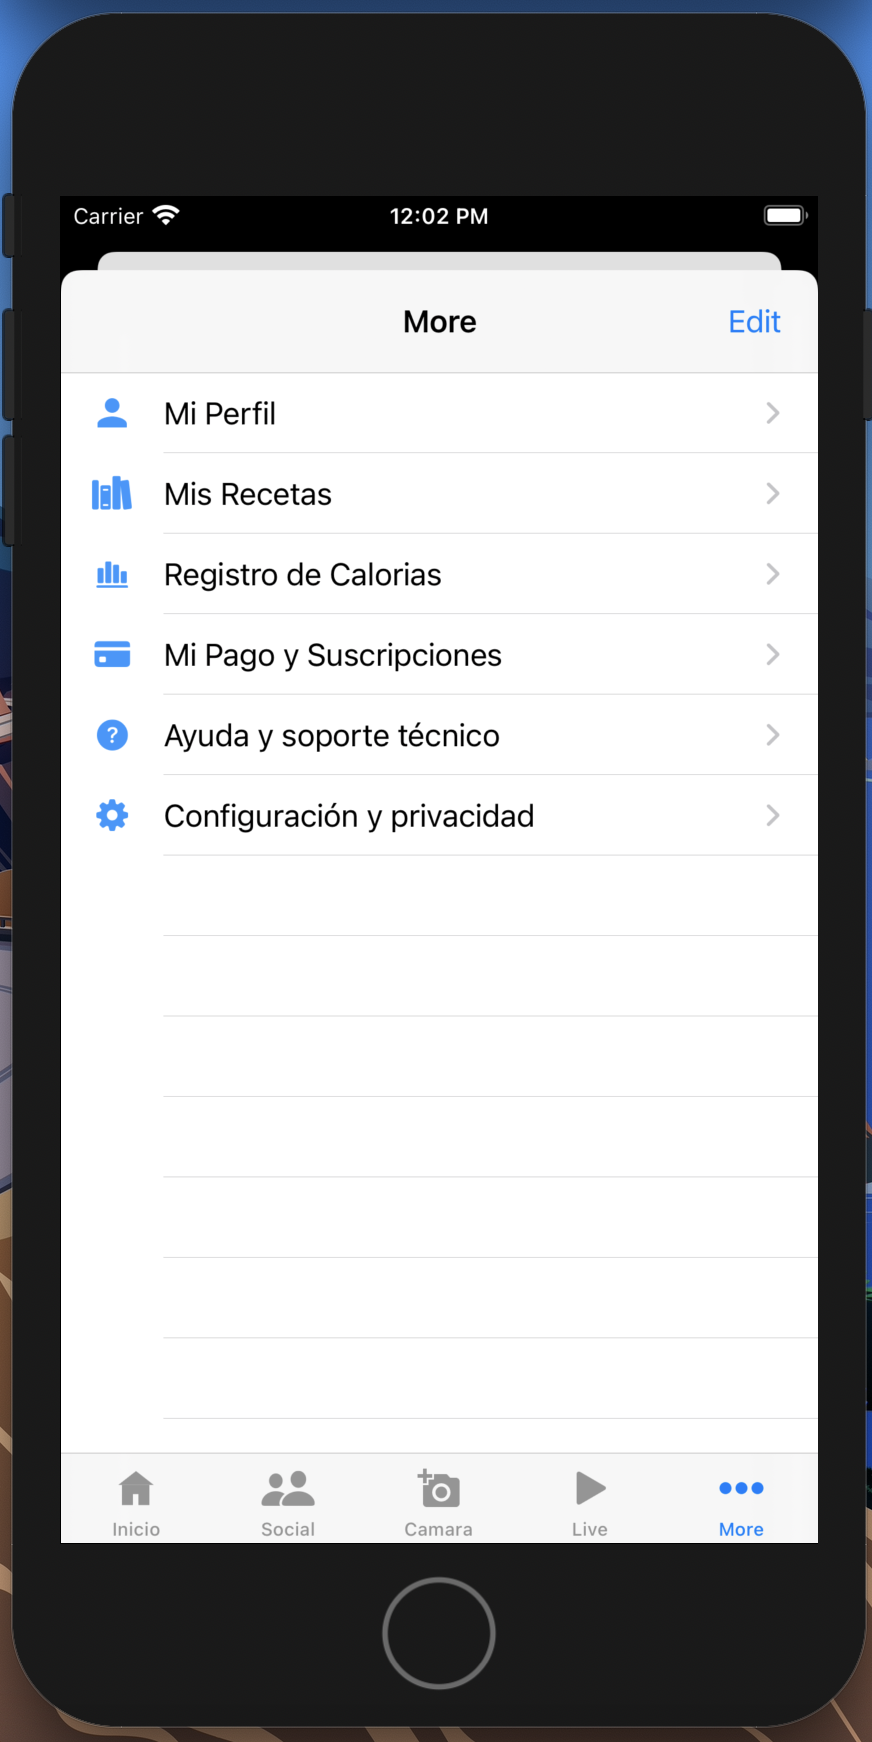 Carrier 12:02 PM
More Edit
Mi Perfil
Mis Recetas
Registro de Calorias
Mi Pago y Suscripciones
? Ayuda y soporte técnico
Configuración y privacidad
Inicio Social Camara Live More